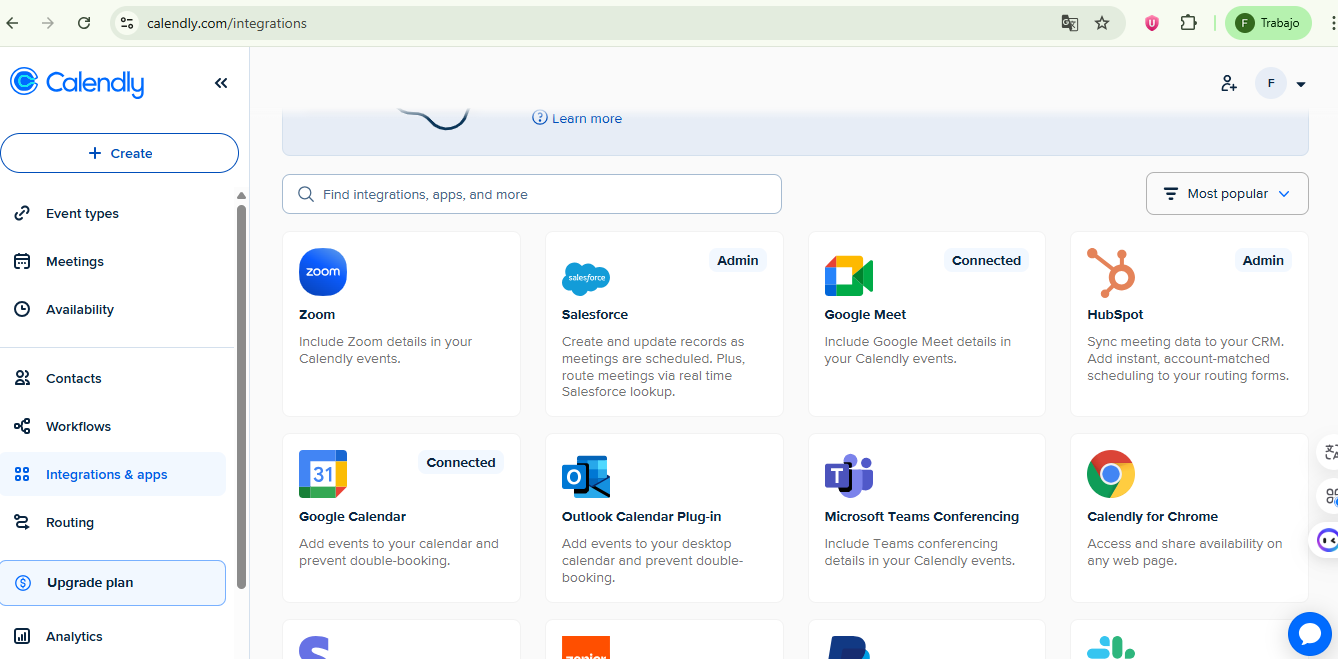 calendly.com/integrations
F
Trabajo
Calendly
F
Learn more
+ Create
Find integrations, apps, and more
Most popular
Event types
Meetings
Availability
Contacts
Workflows
Integrations & apps
Routing
Upgrade plan
Analytics
zoom
Zoom
Include Zoom details in your
Calendly events.
salesforce
Admin
Salesforce
Create and update records as
meetings are scheduled. Plus,
route meetings via real time
Salesforce lookup.
Connected
Google Meet
Include Google Meet details in
your Calendly events.
Admin
HubSpot
Sync meeting data to your CRM.
Add instant, account-matched
scheduling to your routing forms.
31
Connected
Google Calendar
Add events to your calendar and
prevent double-booking.
Outlook Calendar Plug-in
Add events to your desktop
calendar and prevent double-
booking.
Microsoft Teams Conferencing
Include Teams conferencing
details in your Calendly events.
Calendly for Chrome
Access and share availability on
any web page.